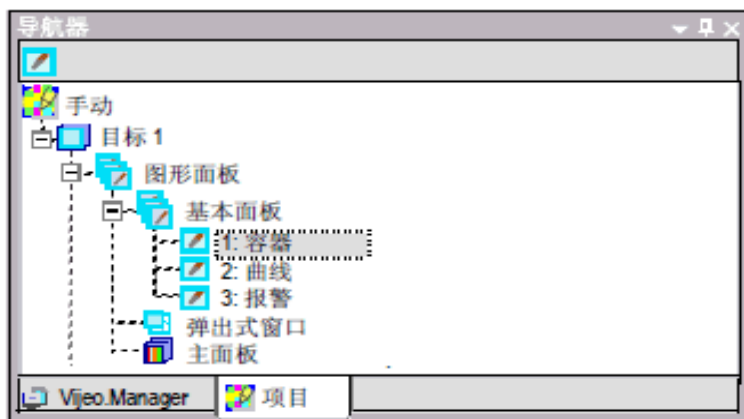 导航器
手动
目标 1
图形面板
基本面板
1: 容器
2: 曲线
3: 报警
弹出式窗口
主面板
Vijeo.Manager 项目